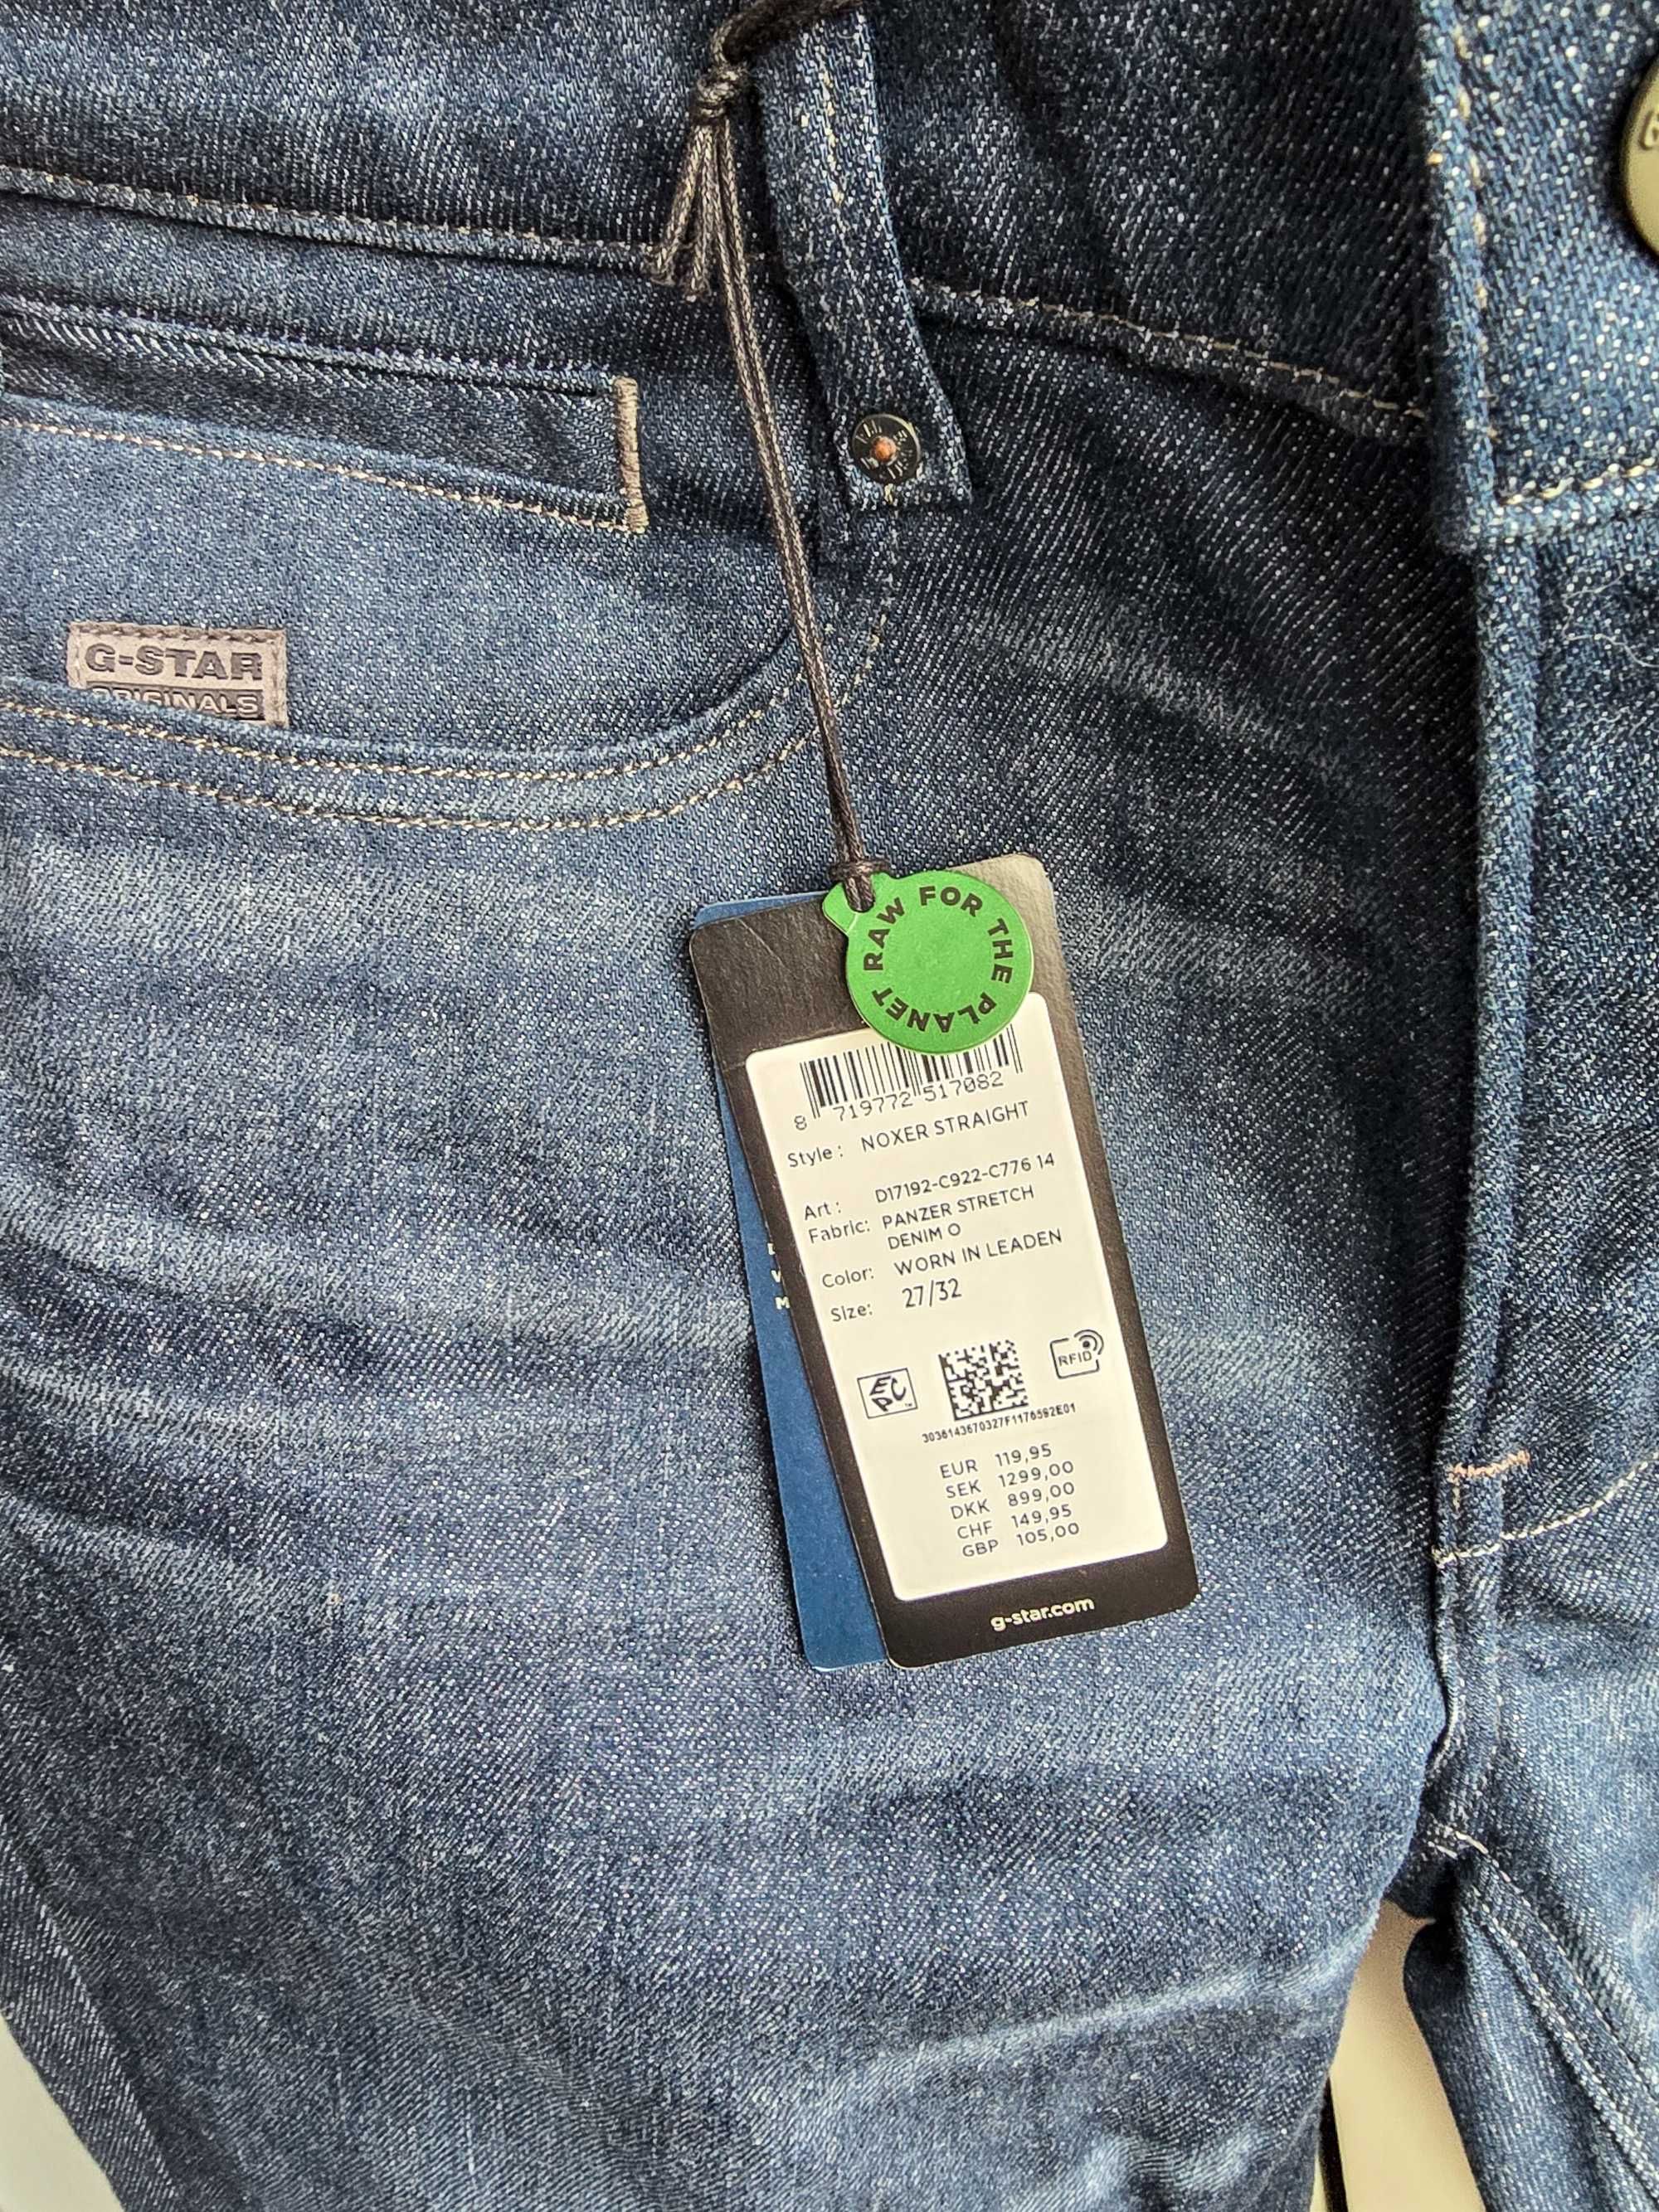 G-STAR
ORIGINALS
RAW FOR THE PLANET
8 719772 517082
Style : NOXER STRAIGHT
Art : D17192-C922-C776 14
Fabric: PANZER STRETCH
DENIM O
Color: WORN IN LEADEN
Size: 27/32
EPC
RFID
3036143670327F1176592E01
EUR 119,95
SEK 1299,00
DKK 899,00
CHF 149,95
GBP 105,00
g-star.com